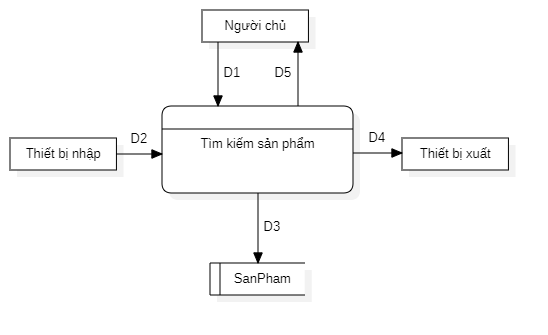 Người chủ
D1
D5
Tìm kiếm sản phẩm
D2
D4
Thiết bị nhập
Thiết bị xuất
D3
SanPham